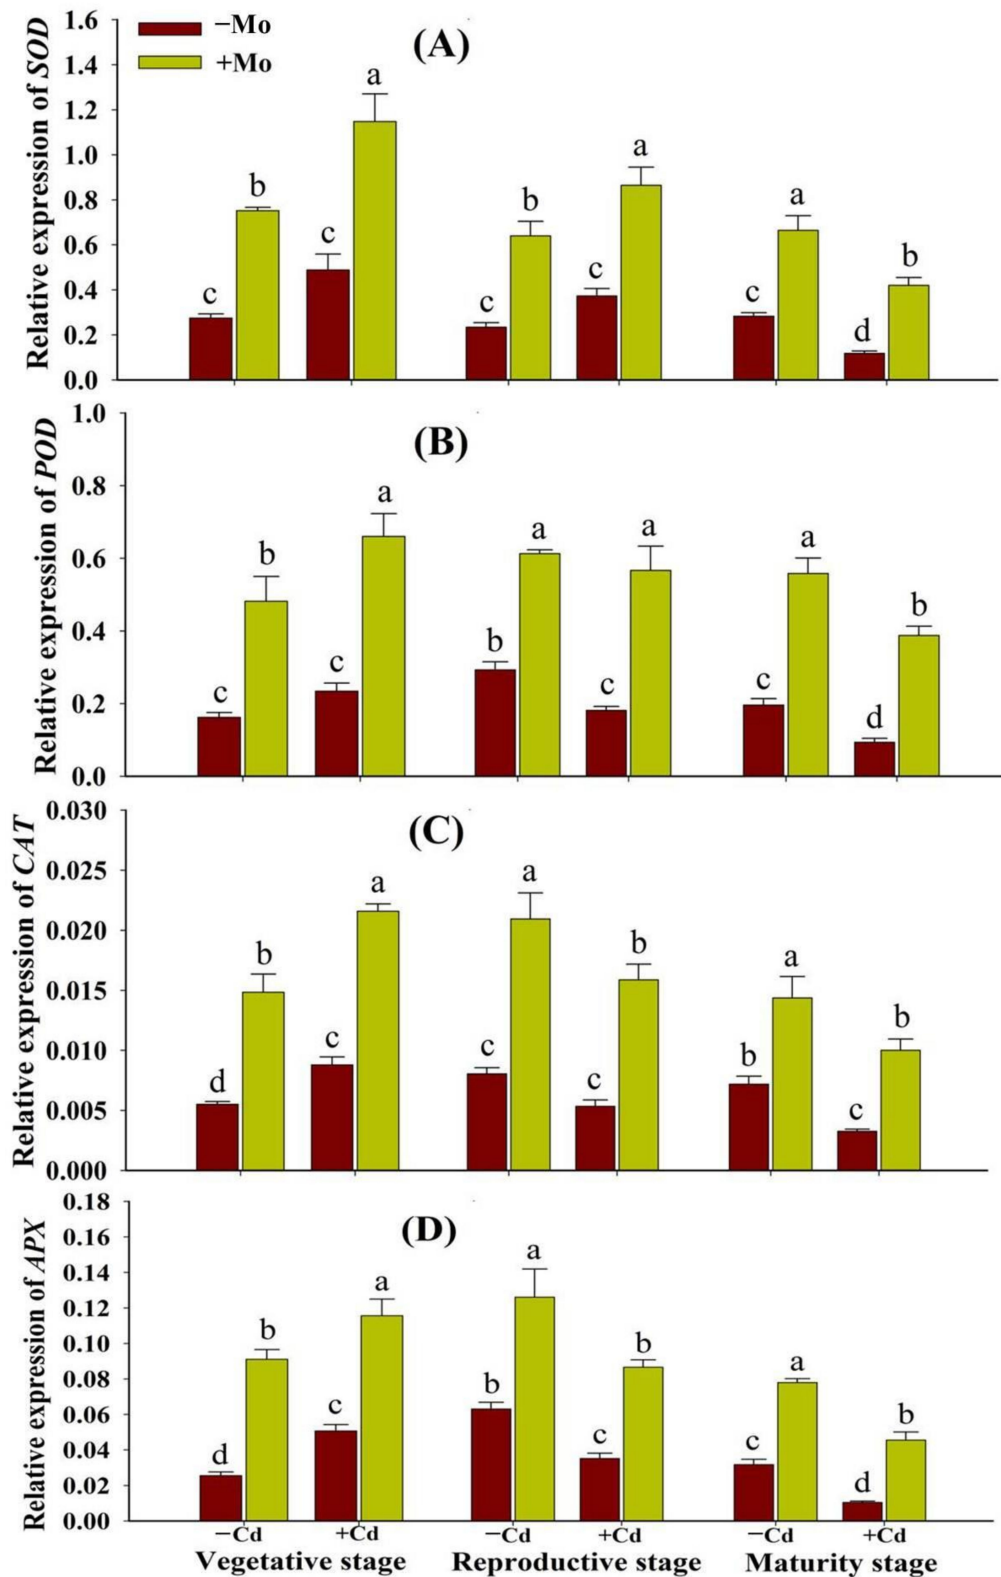 −Mo
+Mo
(A)
Relative expression of SOD
1.6
1.4
1.2
1.0
0.8
0.6
0.4
0.2
0.0
c b c a c b c a c a d b
(B)
Relative expression of POD
1.0
0.8
0.6
0.4
0.2
0.0
c b c a b a c a c a d b
(C)
Relative expression of CAT
0.030
0.025
0.020
0.015
0.010
0.005
0.000
d b c a c a c b b a c b
(D)
Relative expression of APX
0.18
0.16
0.14
0.12
0.10
0.08
0.06
0.04
0.02
0.00
d b c a b a c b c a d b
−Cd +Cd −Cd +Cd −Cd +Cd
Vegetative stage Reproductive stage Maturity stage